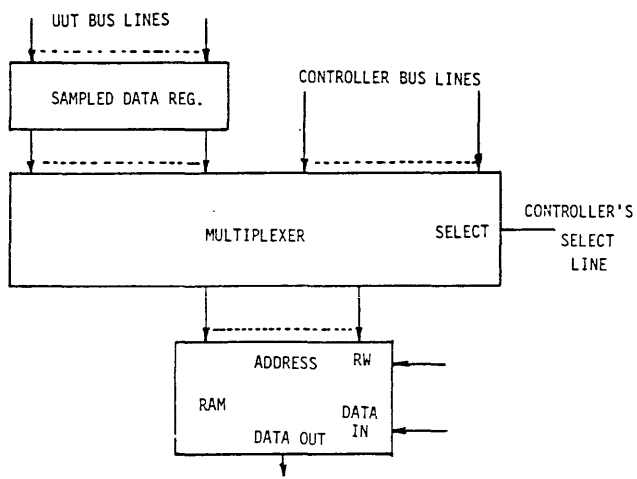 UUT BUS LINES
SAMPLED DATA REG.
CONTROLLER BUS LINES
MULTIPLEXER
SELECT
CONTROLLER'S
SELECT
LINE
ADDRESS
RW
RAM
DATA
IN
DATA OUT